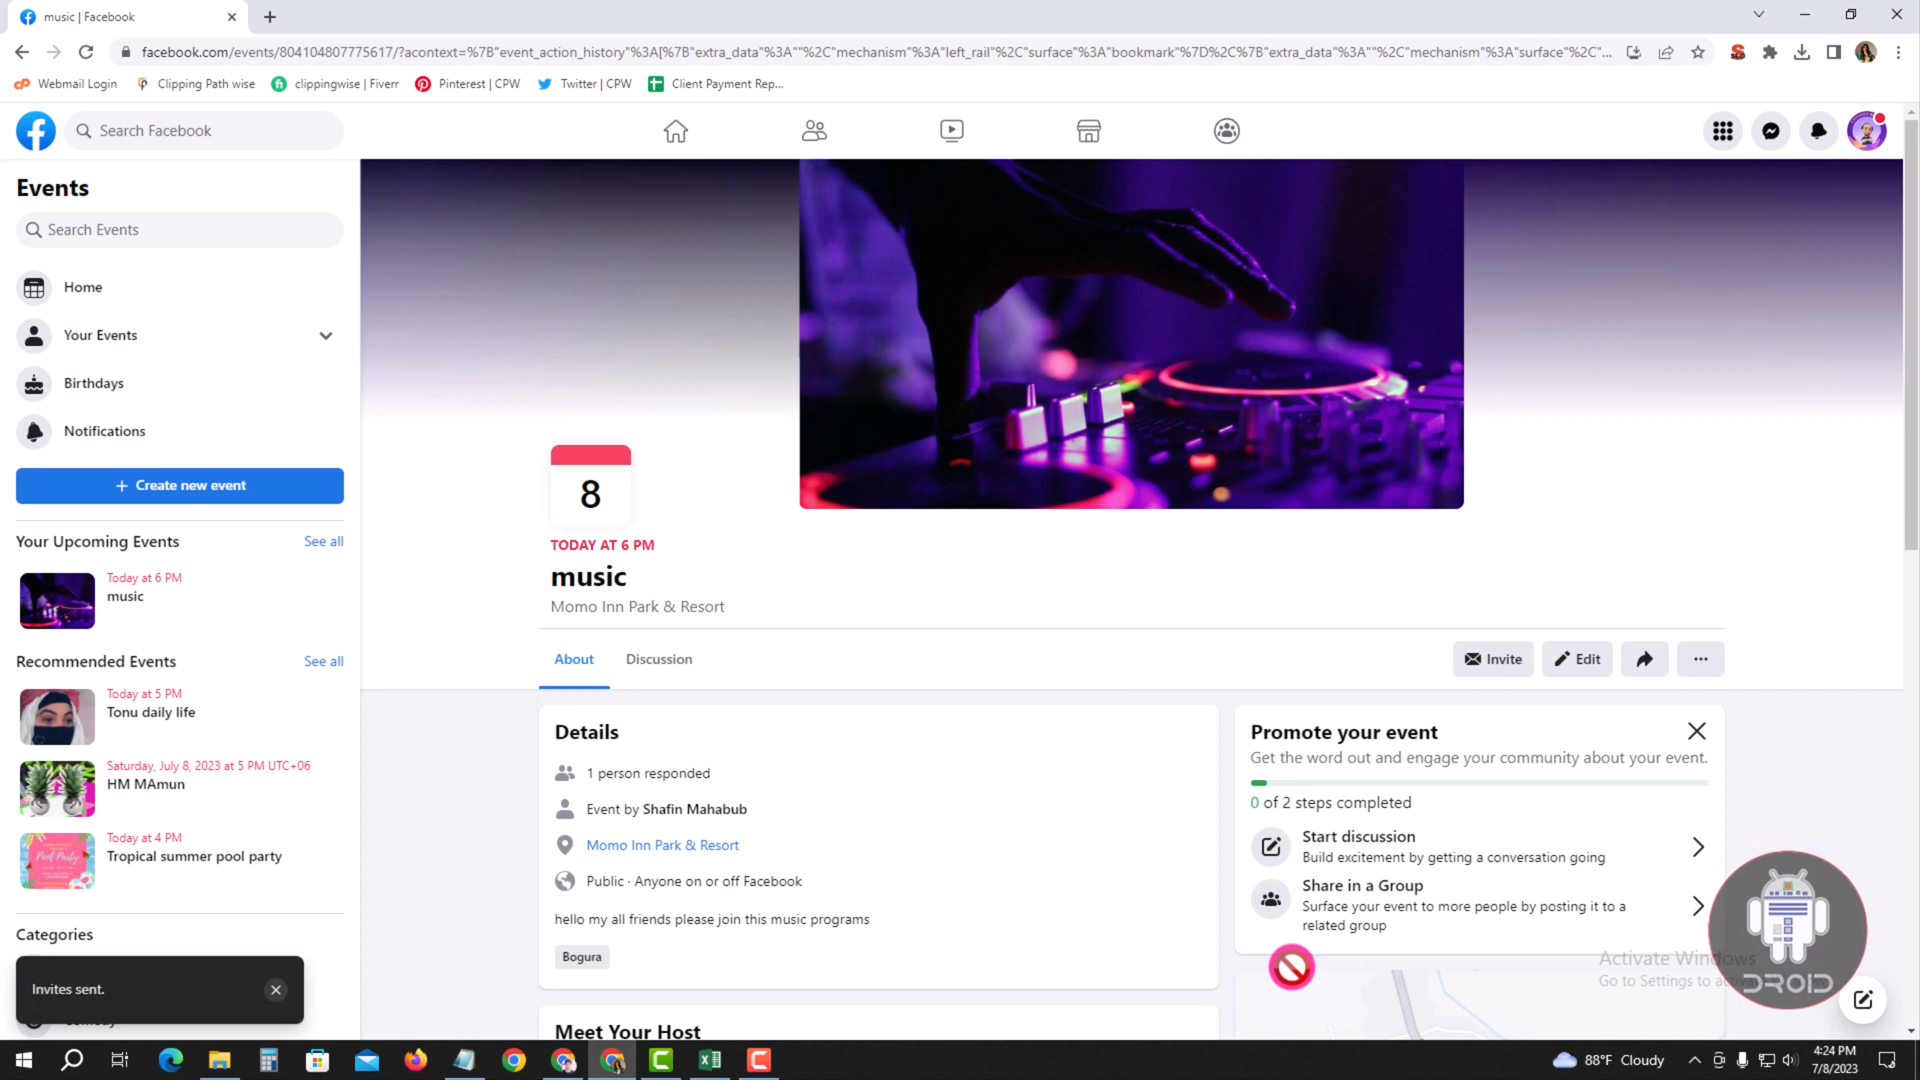 music | Facebook
facebook.com/events/804104807775617/?acontext=%7B"event_action_history"%3A[%7B"extra_data"%3A""%2C"mechanism"%3A"left_rail"%2C"surface"%3A"bookmark"%7D%2C%7B"extra_data"%3A""%2C"mechanism"%3A"surface"%2C"...
Webmail Login
Clipping Path wise
clippingwise | Fiverr
Pinterest | CPW
Twitter | CPW
Client Payment Rep...
Search Facebook
Events
Search Events
Home
Your Events
Birthdays
Notifications
+ Create new event
Your Upcoming Events
See all
Today at 6 PM
music
Recommended Events
See all
Today at 5 PM
Tonu daily life
Saturday, July 8, 2023 at 5 PM UTC+06
HM MAmun
Today at 4 PM
Tropical summer pool party
Categories
Invites sent.
8
TODAY AT 6 PM
music
Momo Inn Park & Resort
About
Discussion
Invite
Edit
Details
1 person responded
Event by Shafin Mahabub
Momo Inn Park & Resort
Public · Anyone on or off Facebook
hello my all friends please join this music programs
Bogura
Meet Your Host
Promote your event
Get the word out and engage your community about your event.
0 of 2 steps completed
Start discussion
Build excitement by getting a conversation going
Share in a Group
Surface your event to more people by posting it to a
related group
Activate Windows
Go to Settings to
DROID
88°F Cloudy
4:24 PM
7/8/2023